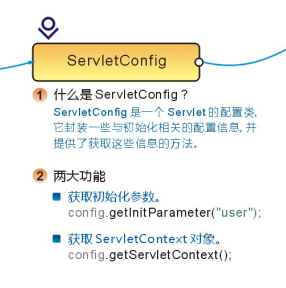 ServletConfig
1 什么是 ServletConfig？
ServletConfig 是一个 Servlet 的配置类,
它封装一些与初始化相关的配置信息, 并
提供了获取这些信息的方法。
2 两大功能
获取初始化参数。
config.getInitParameter("user");
获取 ServletContext 对象。
config.getServletContext();